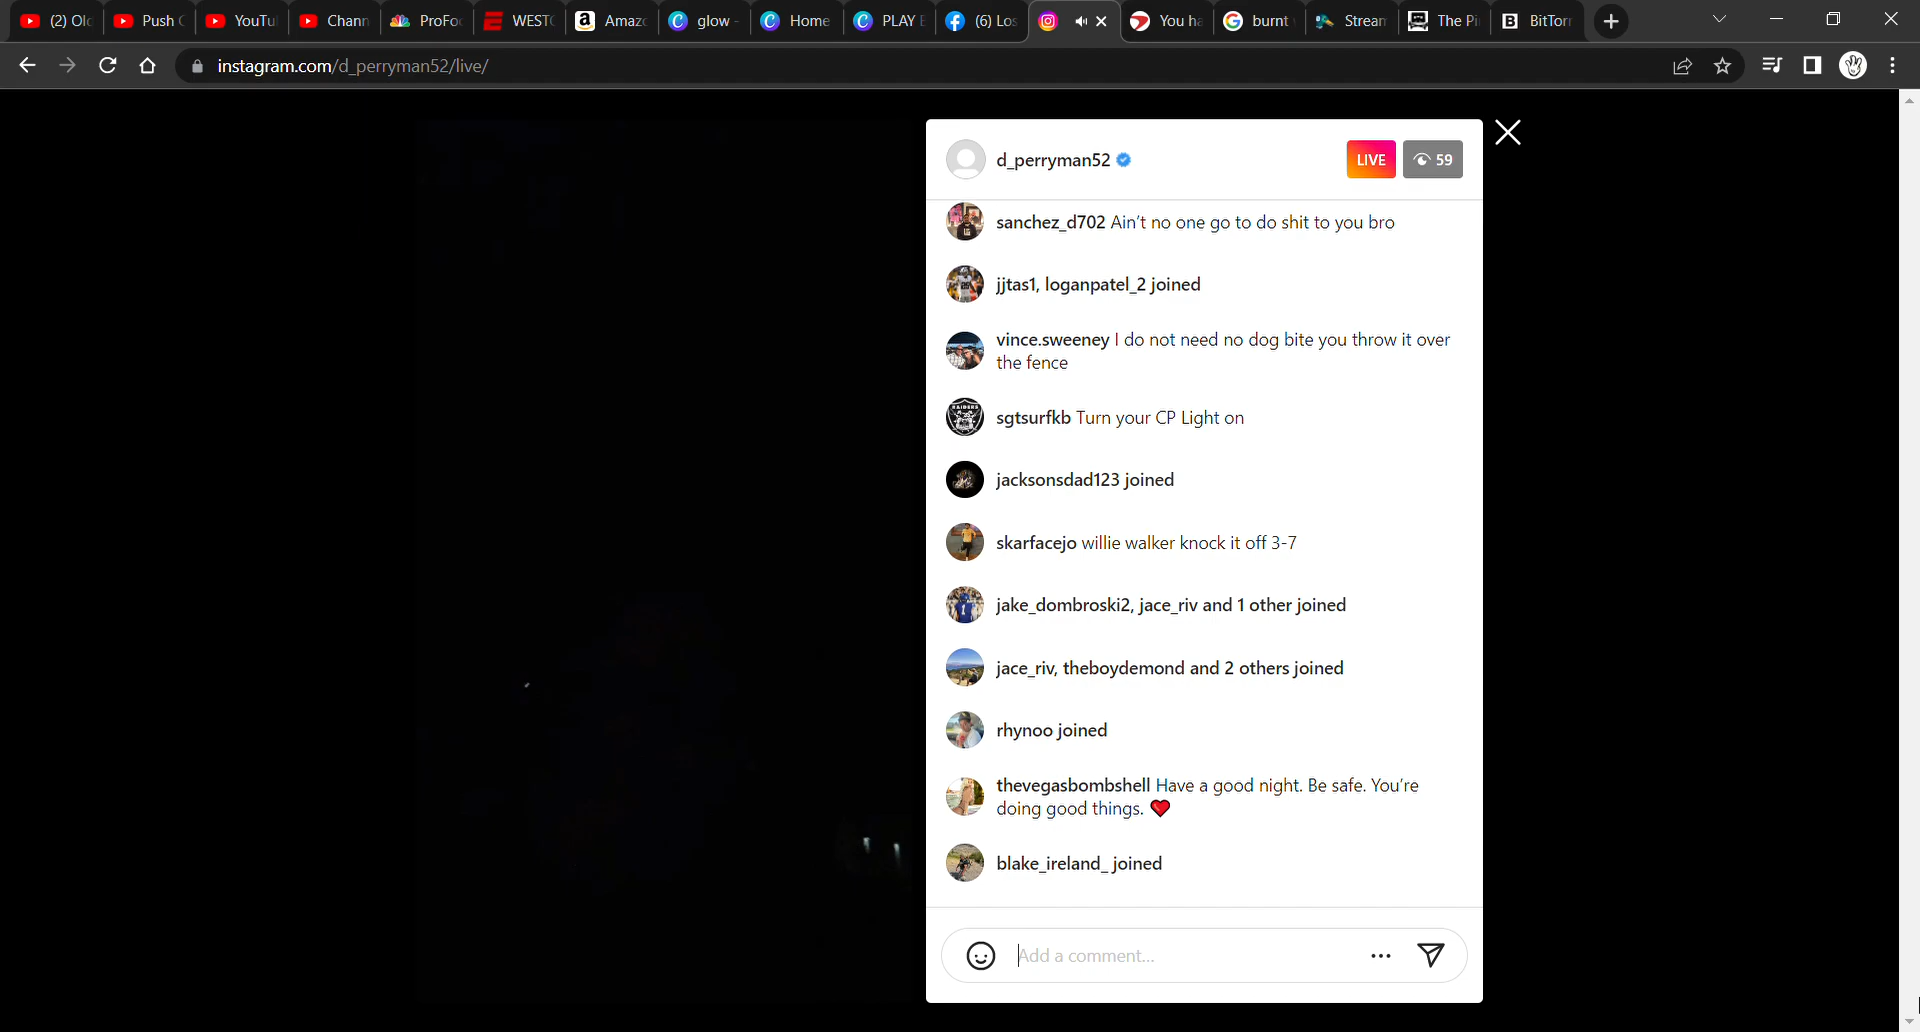 (2) Old
Push
YouTu
Chann
ProFo
WESTC
Amaz
glow -
Home
PLAY
(6) Los
You ha
burnt
Stream
The Pi
BitTor
instagram.com/d_perryman52/live/
d_perryman52
LIVE
59
sanchez_d702 Ain't no one go to do shit to you bro
jjtas1, loganpatel_2 joined
vince.sweeney I do not need no dog bite you throw it over
the fence
sgtsurfkb Turn your CP Light on
jacksonsdad123 joined
skarfacejo willie walker knock it off 3-7
jake_dombroski2, jace_riv and 1 other joined
jace_riv, theboydemond and 2 others joined
rhynoo joined
thevegasbombshell Have a good night. Be safe. You're
doing good things.
blake_ireland_ joined
Add a comment...